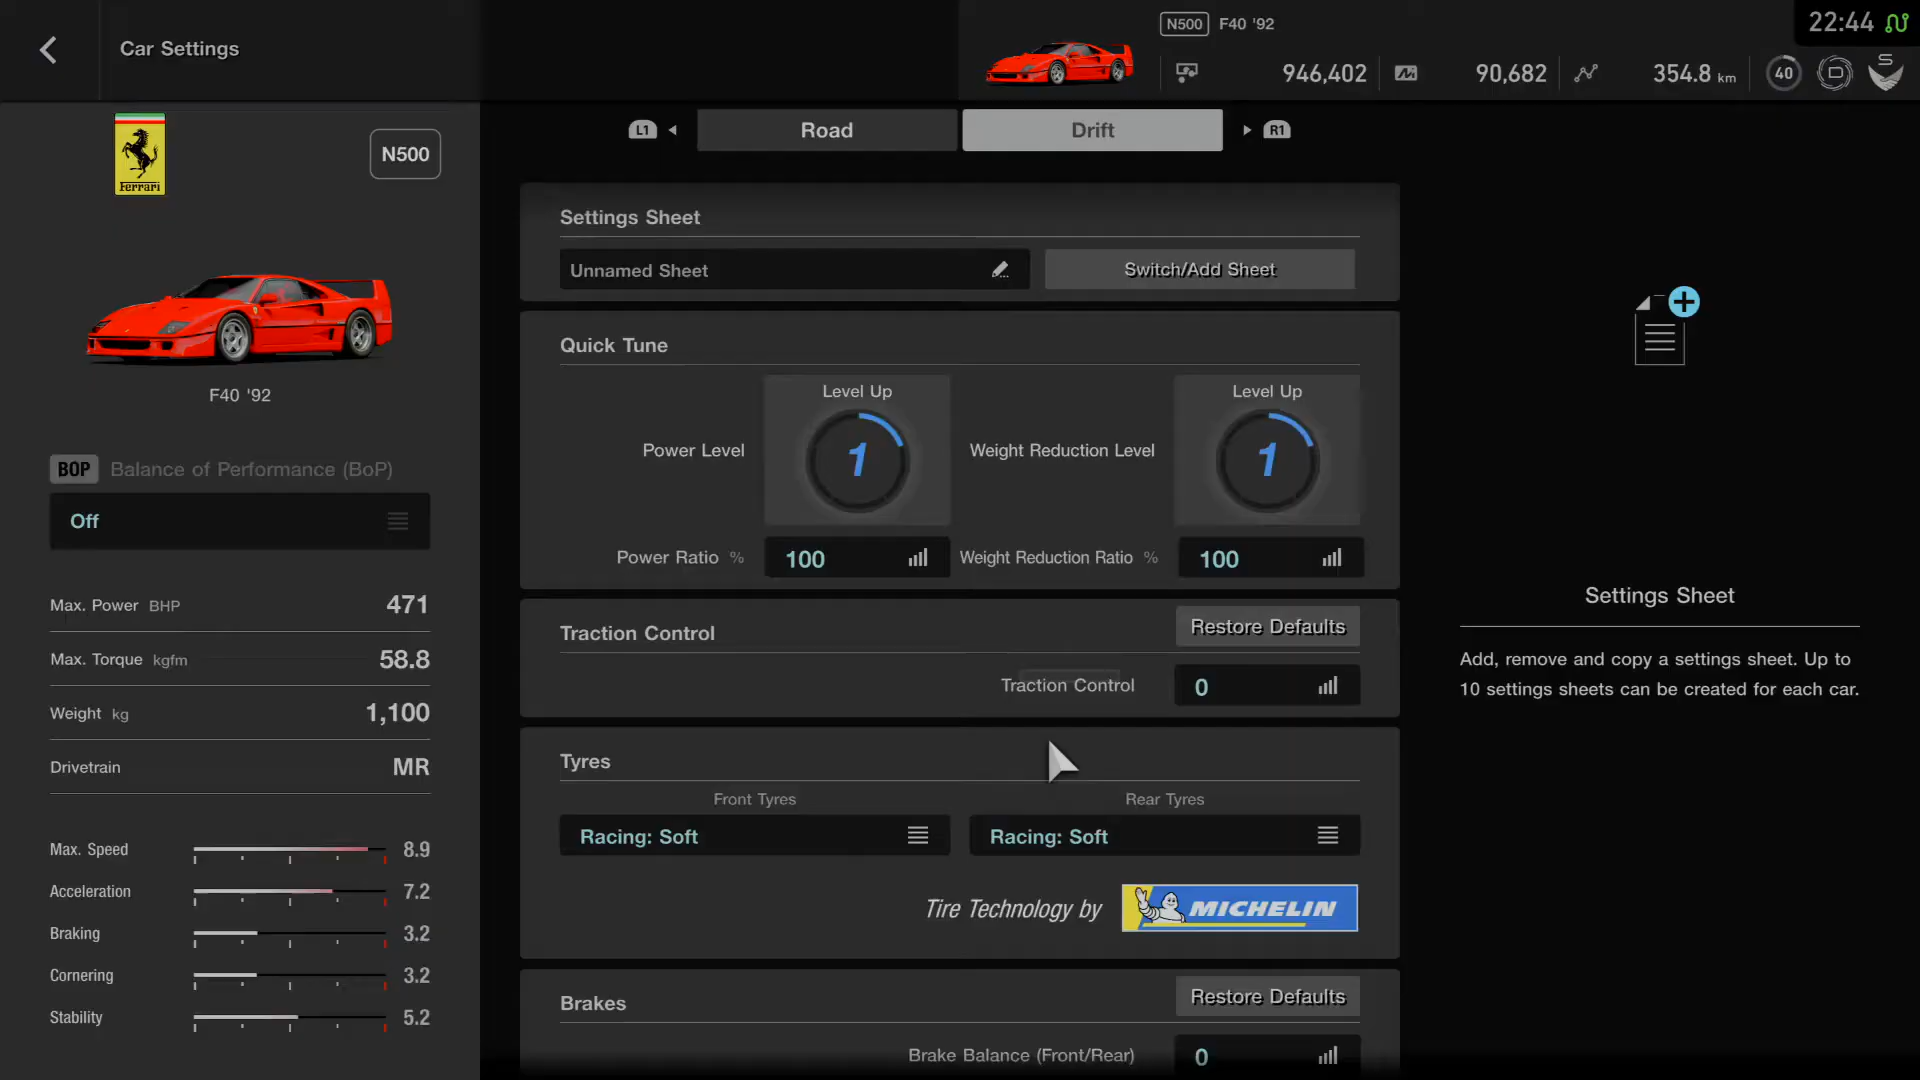 Car Settings
N500 F40 '92
22:44
946,402
90,682
354.8 km
40
D
S
Ferrari
N500
F40 '92
BOP Balance of Performance (BoP)
Off
Max. Power BHP 471
Max. Torque kgfm 58.8
Weight kg 1,100
Drivetrain MR
Max. Speed 8.9
Acceleration 7.2
Braking 3.2
Cornering 3.2
Stability 5.2
L1 Road Drift R1
Settings Sheet
Unnamed Sheet Switch/Add Sheet
Quick Tune
Level Up Level Up
Power Level 1 Weight Reduction Level 1
Power Ratio % 100 Weight Reduction Ratio % 100
Traction Control Restore Defaults
Traction Control 0
Tyres
Front Tyres Rear Tyres
Racing: Soft Racing: Soft
Tire Technology by MICHELIN
Brakes Restore Defaults
Brake Balance (Front/Rear) 0
Settings Sheet
Add, remove and copy a settings sheet. Up to
10 settings sheets can be created for each car.